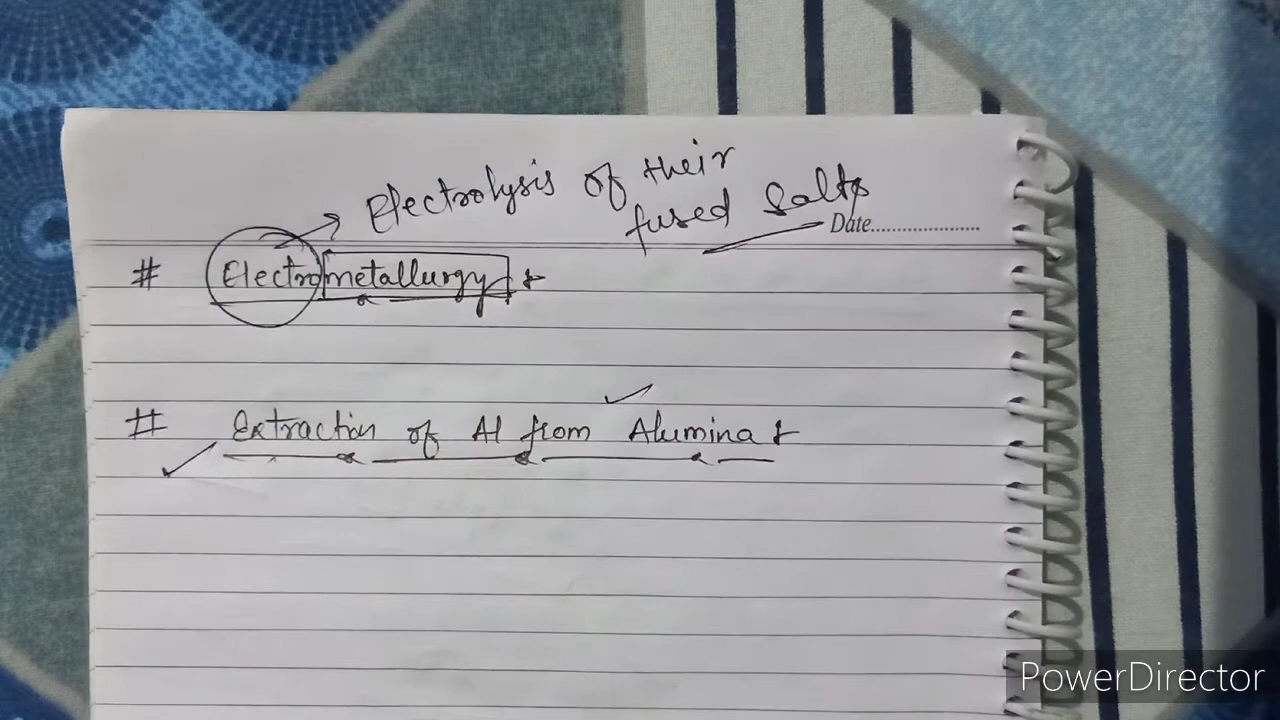 Electrolysis of their
fused salts
Date......................
# Electrometallurgy :-
# Extraction of Al from Alumina :-
PowerDirector